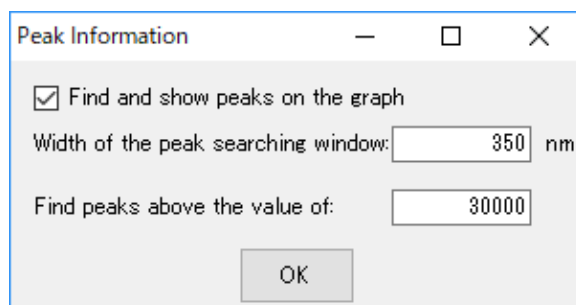 Peak Information
Find and show peaks on the graph
Width of the peak searching window: 350 nm
Find peaks above the value of: 30000
OK